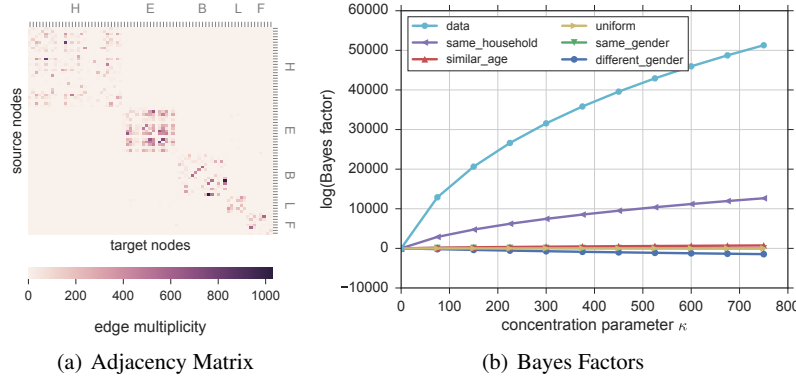 H E B L F
source nodes
H
E
B
L
F
target nodes
0 200 400 600 800 1000
edge multiplicity
(a) Adjacency Matrix
60000
50000
40000
30000
20000
10000
0
−10000
log(Bayes factor)
data
same_household
similar_age
uniform
same_gender
different_gender
0 100 200 300 400 500 600 700 800
concentration parameter κ
(b) Bayes Factors